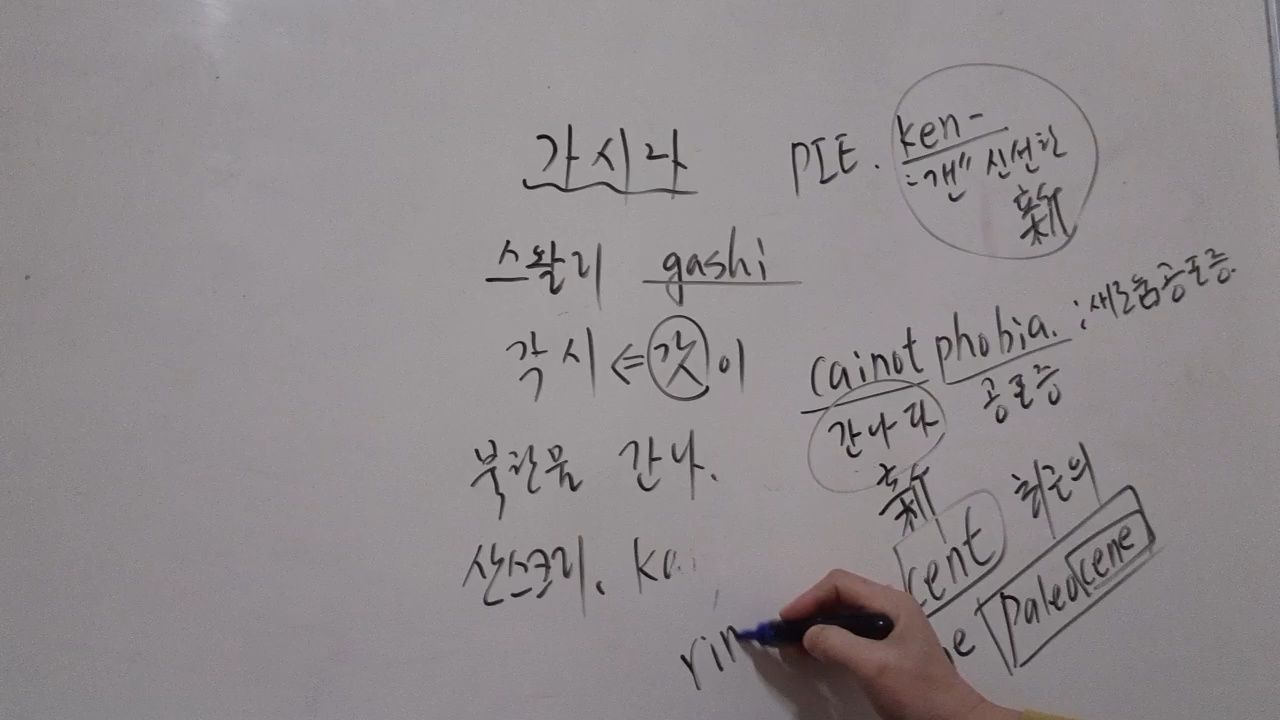 가시나
스왈리 gashi
각시 ⇐ 갓이
북한뭄 간나.
산스크리. ka
PIE. ken-
:갠" 신선한
新
cainot phobia. : 새로움공포증.
간나다 공포증
新
cent 최근의
Paleocene
rin